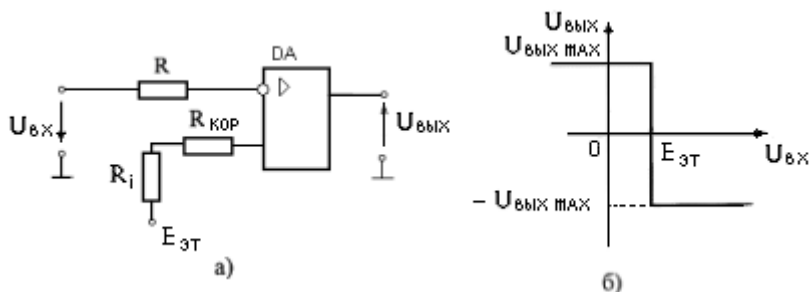 R
DA
U вх
R КОР
U вых
R i
E ЭТ
а)
U вых
U вых max
0
E ЭТ
U вх
– U вых max
б)